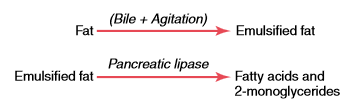 (Bile + Agitation)
Fat Emulsified fat
Pancreatic lipase
Emulsified fat Fatty acids and
2-monoglycerides